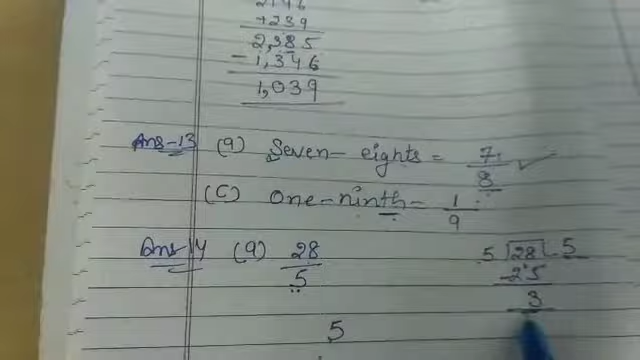 2146
+239
2,385
- 1,346
1,039
Ans-13 (a) Seven-eights = 7/8
(C) One-ninth - 1/9
Ans 14 (a) 28/5 5 28 5
-25
3
5